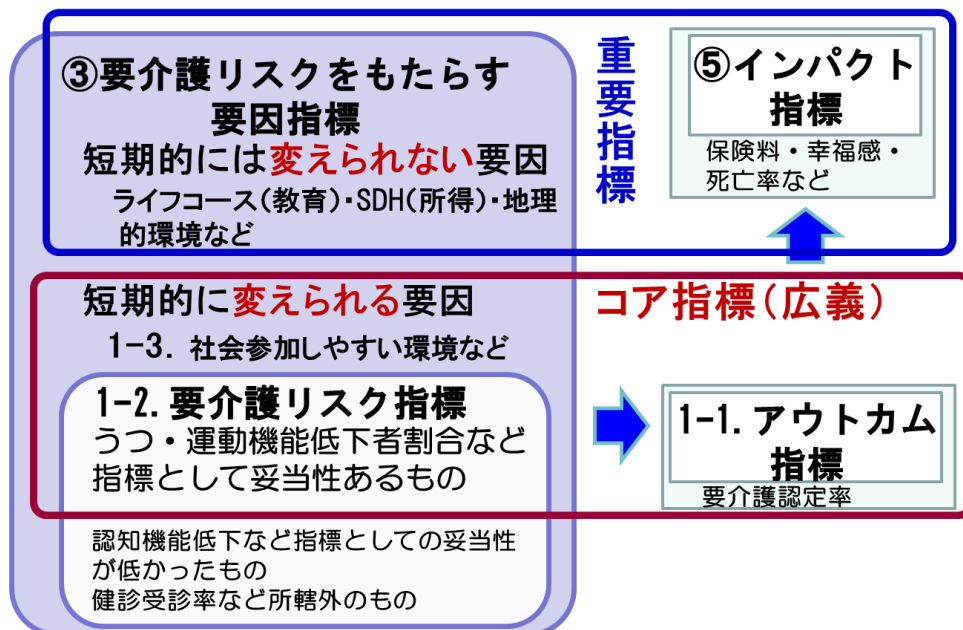 ③要介護リスクをもたらす
要因指標
短期的には変えられない要因
ライフコース(教育)・SDH(所得)・地理
的環境など
重要指標
⑤インパクト
指標
保険料・幸福感・
死亡率など
短期的に変えられる要因
1-3. 社会参加しやすい環境など
コア指標(広義)
1-2.要介護リスク指標
うつ・運動機能低下者割合など
指標として妥当性あるもの
1-1.アウトカム
指標
要介護認定率
認知機能低下など指標としての妥当性
が低かったもの
健診受診率など所轄外のもの